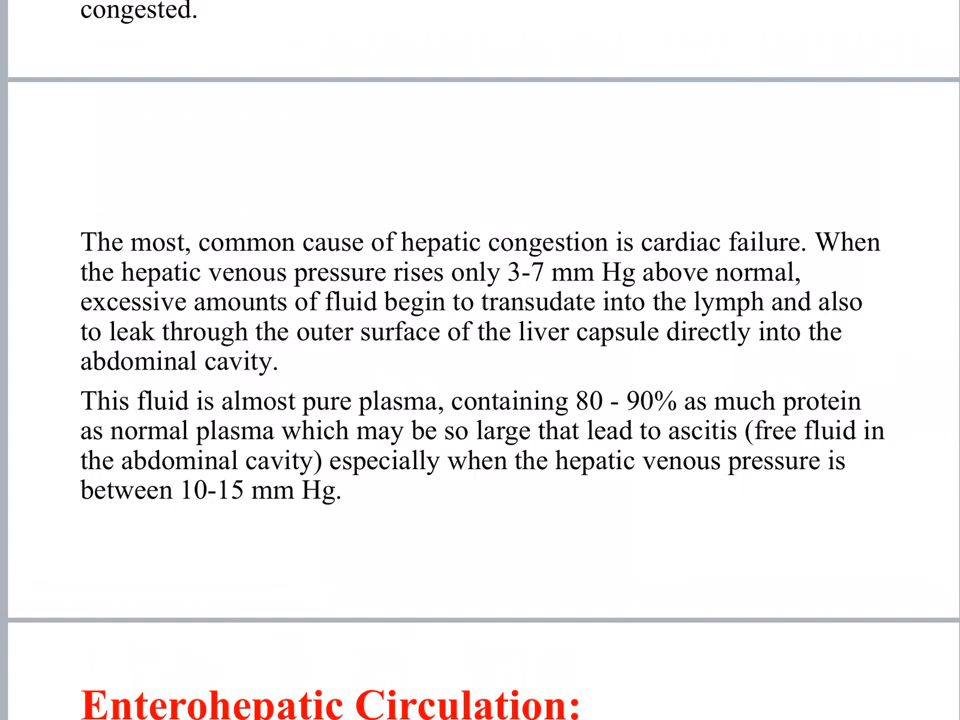 congested.
The most, common cause of hepatic congestion is cardiac failure. When
the hepatic venous pressure rises only 3-7 mm Hg above normal,
excessive amounts of fluid begin to transudate into the lymph and also
to leak through the outer surface of the liver capsule directly into the
abdominal cavity.
This fluid is almost pure plasma, containing 80 - 90% as much protein
as normal plasma which may be so large that lead to ascitis (free fluid in
the abdominal cavity) especially when the hepatic venous pressure is
between 10-15 mm Hg.
Enterohepatic Circulation: